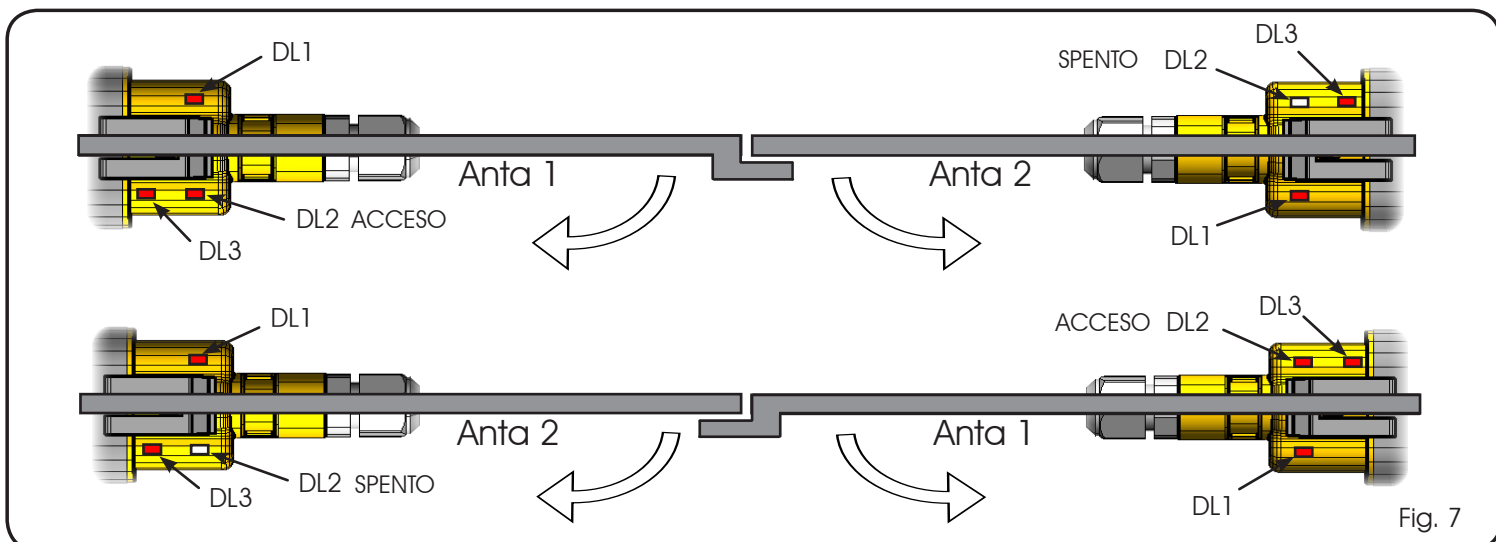 DL1
DL3
SPENTO DL2
Anta 1
Anta 2
DL2 ACCESO
DL3
DL1
DL1
DL3
ACCESO DL2
Anta 2
Anta 1
DL2 SPENTO
DL3
DL1
Fig. 7